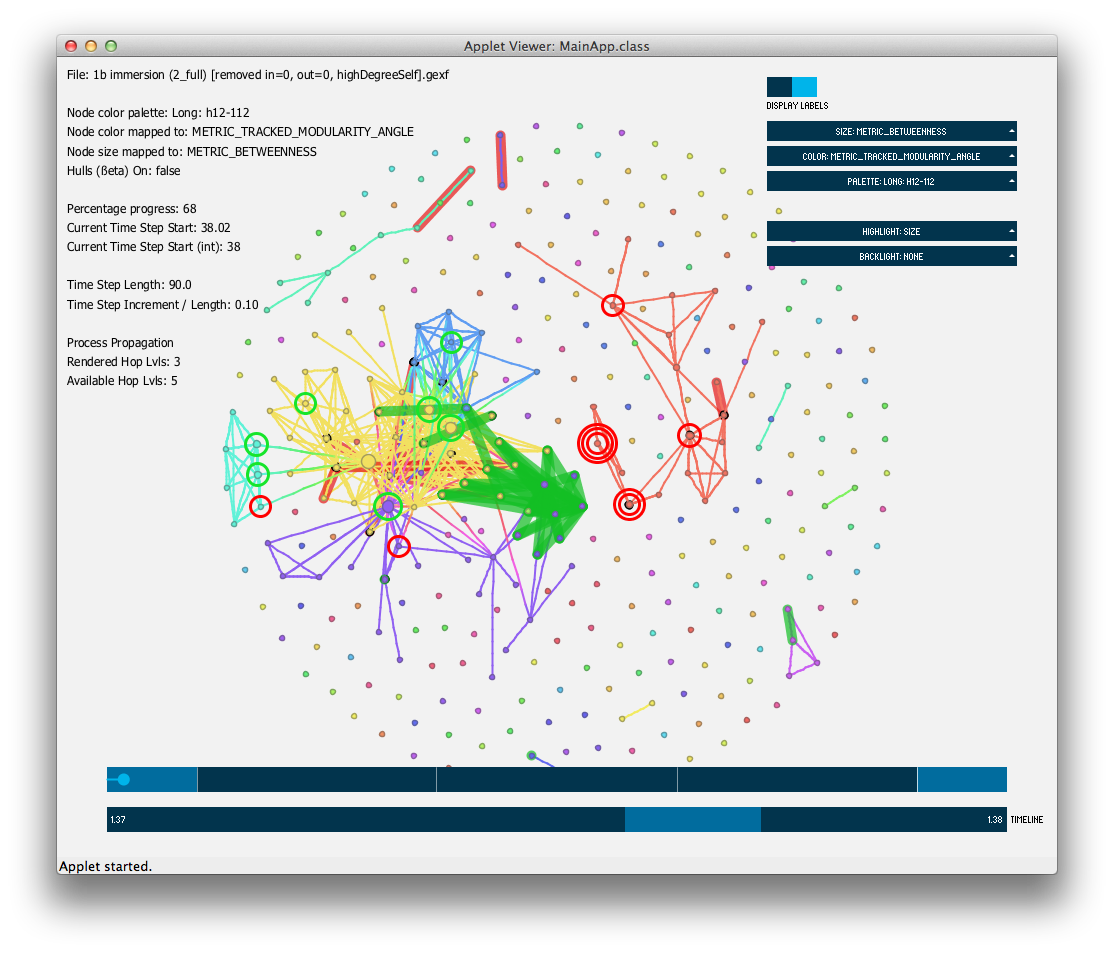 Applet Viewer: MainApp.class
File: 1b immersion (2_full) [removed in=0, out=0, highDegreeSelf].gexf
Node color palette: Long: h12-112
Node color mapped to: METRIC_TRACKED_MODULARITY_ANGLE
Node size mapped to: METRIC_BETWEENNESS
Hulls (ßeta) On: false
Percentage progress: 68
Current Time Step Start: 38.02
Current Time Step Start (int): 38
Time Step Length: 90.0
Time Step Increment / Length: 0.10
Process Propagation
Rendered Hop Lvls: 3
Available Hop Lvls: 5
DISPLAY LABELS
SIZE: METRIC_BETWEENNESS
COLOR: METRIC_TRACKED_MODULARITY_ANGLE
PALETTE: LONG: H12-112
HIGHLIGHT: SIZE
BACKLIGHT: NONE
1.37
1.38
TIMELINE
Applet started.